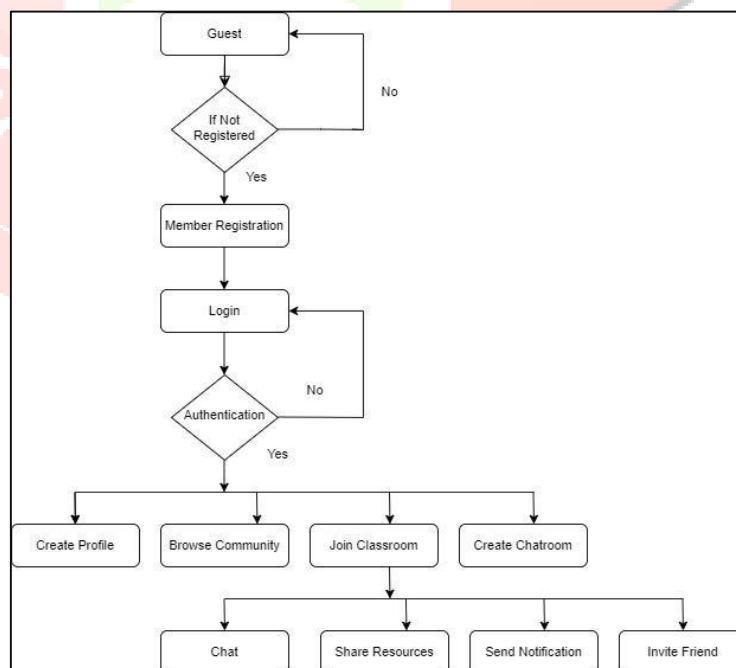 Guest
No
If Not
Registered
Yes
Member Registration
Login
No
Authentication
Yes
Create Profile
Browse Community
Join Classroom
Create Chatroom
Chat
Share Resources
Send Notification
Invite Friend